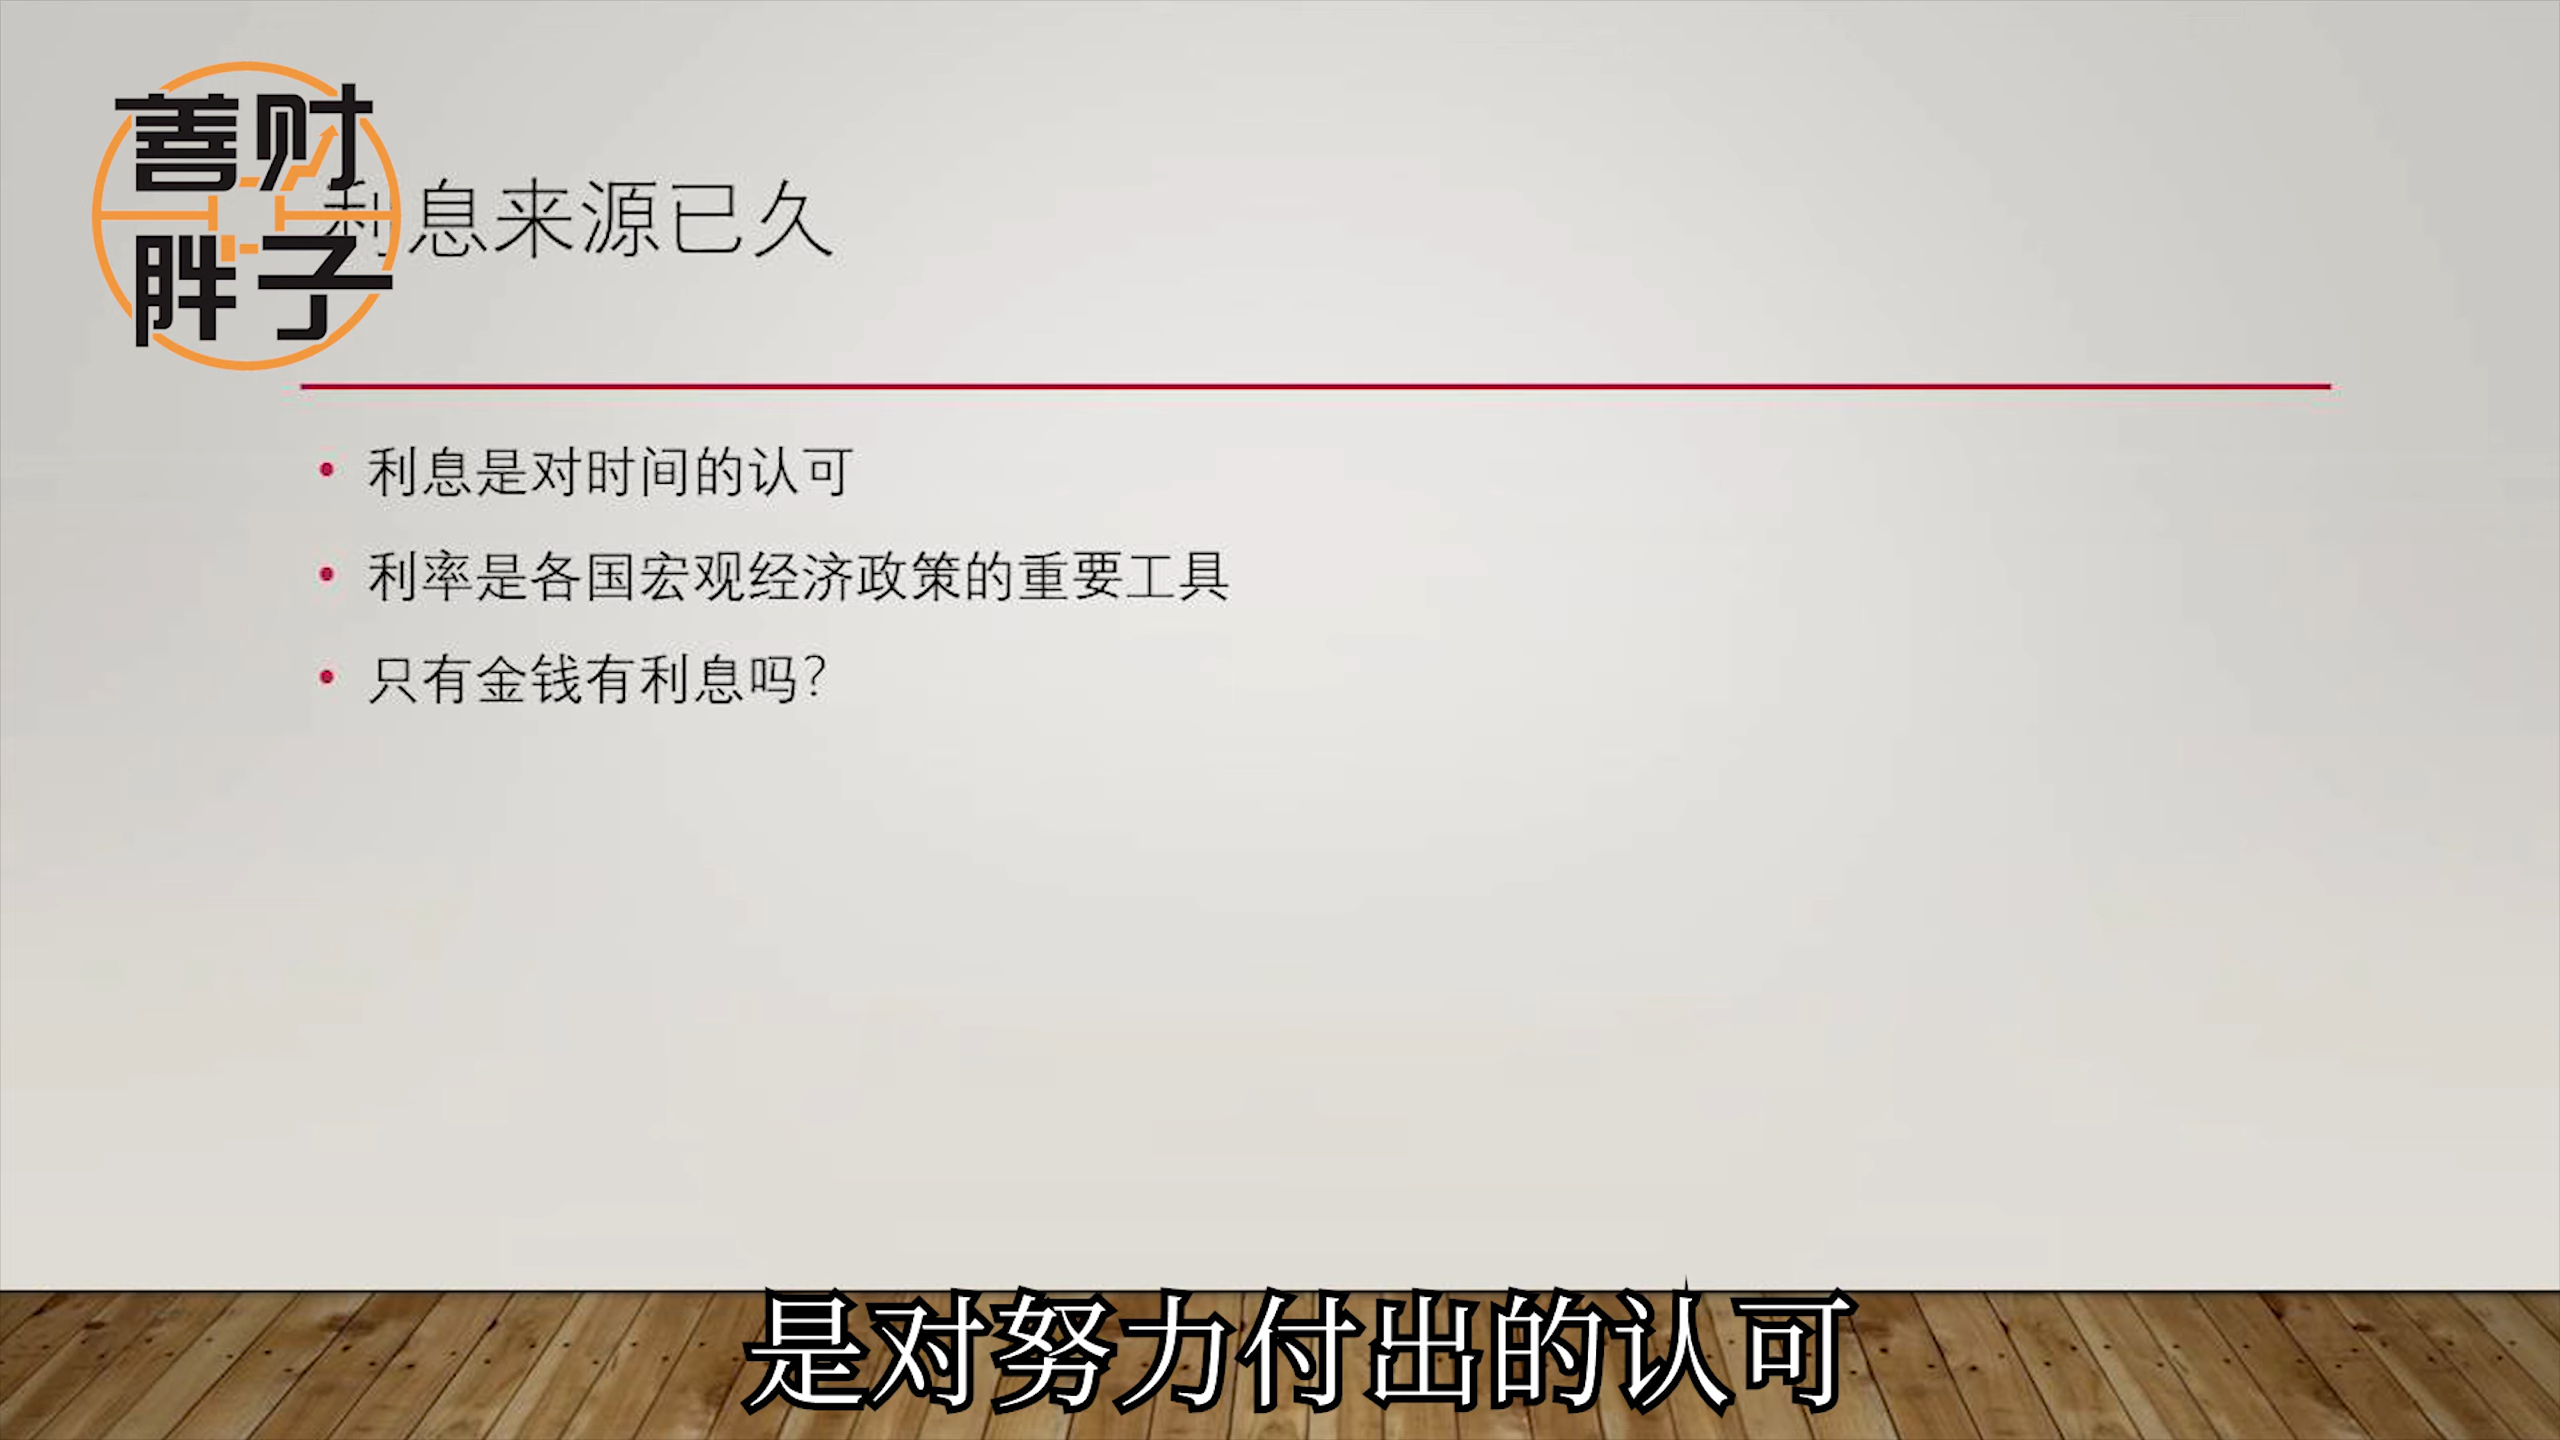 善财
胖子
利息来源已久
利息是对时间的认可
利率是各国宏观经济政策的重要工具
只有金钱有利息吗？
是对努力付出的认可